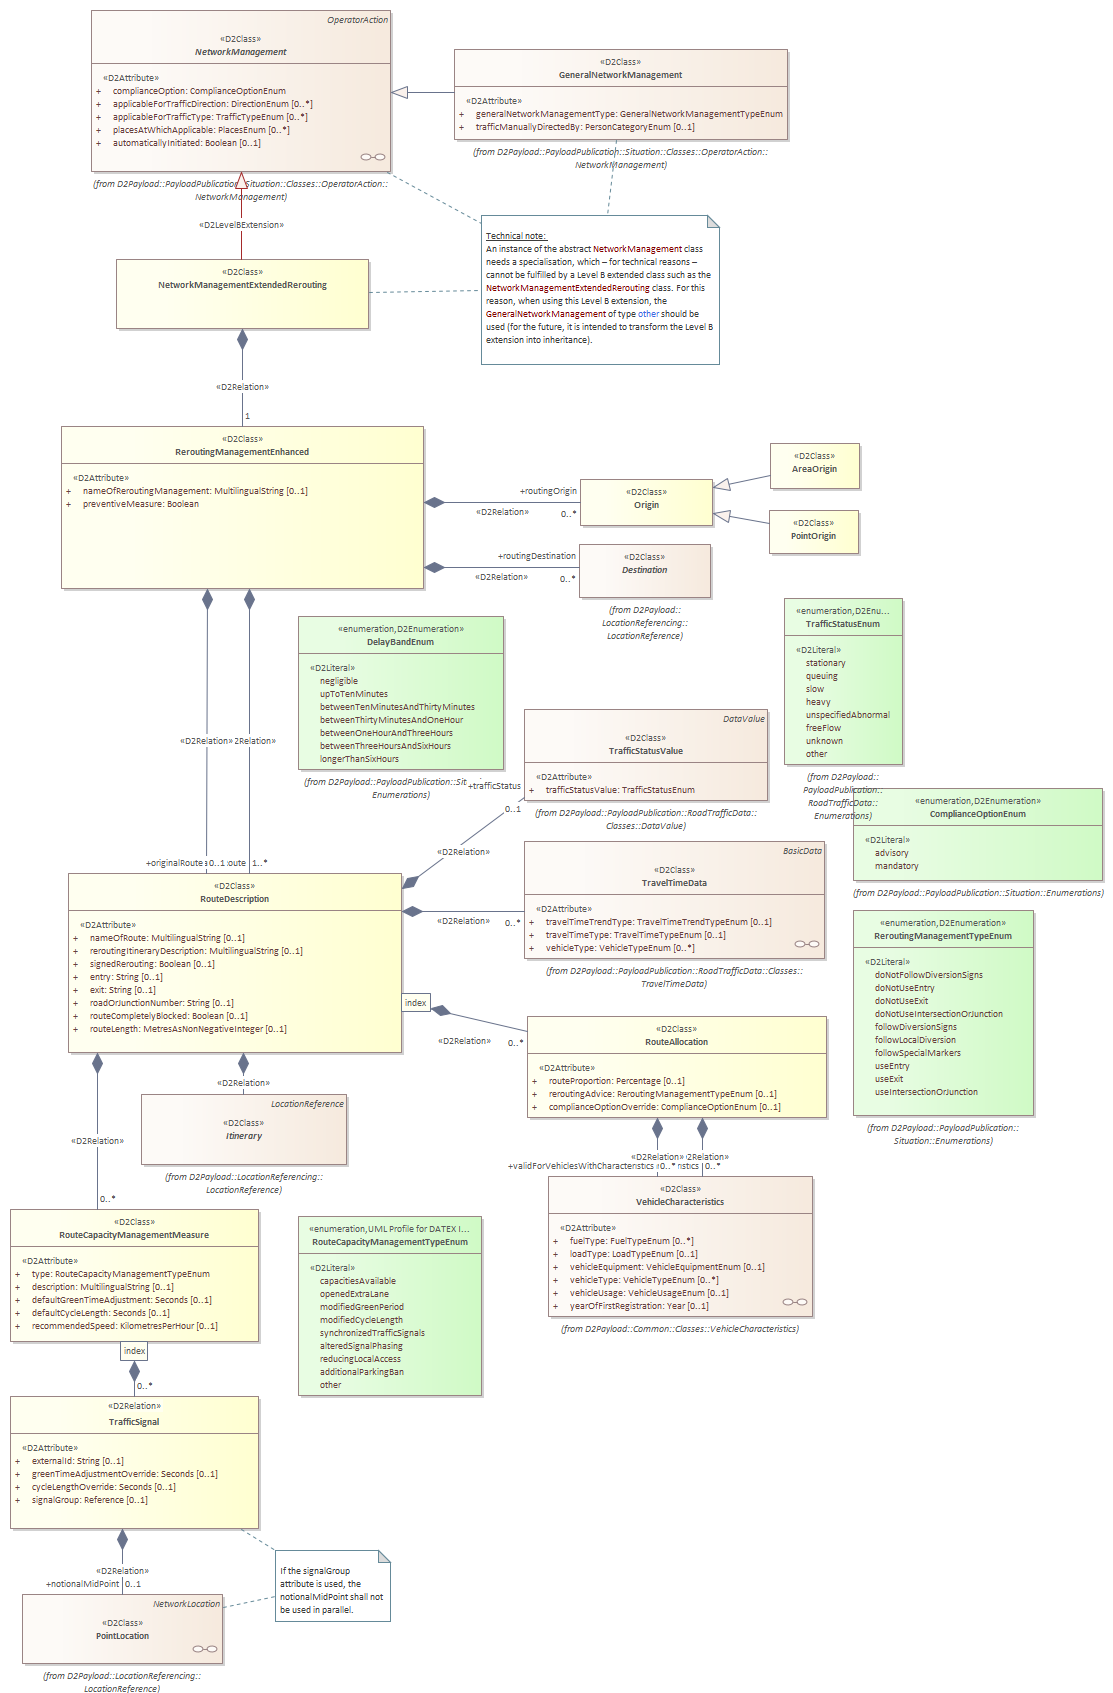 OperatorAction
«D2Class»
NetworkManagement
«D2Attribute»
+ complianceOption: ComplianceOptionEnum
+ applicableForTrafficDirection: DirectionEnum [0..*]
+ applicableForTrafficType: TrafficTypeEnum [0..*]
+ placesAtWhichApplicable: PlacesEnum [0..*]
+ automaticallyInitiated: Boolean [0..1]
(from D2Payload::PayloadPublication::Situation::Classes::OperatorAction::
NetworkManagement)
«D2Class»
GeneralNetworkManagement
«D2Attribute»
+ generalNetworkManagementType: GeneralNetworkManagementTypeEnum
+ trafficManuallyDirectedBy: PersonCategoryEnum [0..1]
(from D2Payload::PayloadPublication::Situation::Classes::OperatorAction::
NetworkManagement)
«D2LevelBExtension»
Technical note:
An instance of the abstract NetworkManagement class
needs a specialisation, which – for technical reasons –
cannot be fulfilled by a Level B extended class such as the
NetworkManagementExtendedRerouting class. For this
reason, when using this Level B extension, the
GeneralNetworkManagement of type other should be
used (for the future, it is intended to transform the Level B
extension into inheritance).
«D2Class»
NetworkManagementExtendedRerouting
«D2Relation»
1
«D2Class»
ReroutingManagementEnhanced
«D2Attribute»
+ nameOfReroutingManagement: MultilingualString [0..1]
+ preventiveMeasure: Boolean
+routingOrigin
«D2Relation»
0..*
«D2Class»
Origin
«D2Class»
AreaOrigin
«D2Class»
PointOrigin
+routingDestination
«D2Relation»
0..*
«D2Class»
Destination
(from D2Payload::
LocationReferencing::
LocationReference)
«enumeration,D2Enumeration»
DelayBandEnum
«D2Literal»
negligible
upToTenMinutes
betweenTenMinutesAndThirtyMinutes
betweenThirtyMinutesAndOneHour
betweenOneHourAndThreeHours
betweenThreeHoursAndSixHours
longerThanSixHours
(from D2Payload::PayloadPublication::Sit
Enumerations)
«enumeration,D2Enu...
TrafficStatusEnum
«D2Literal»
stationary
queuing
slow
heavy
unspecifiedAbnormal
freeFlow
unknown
other
(from D2Payload::
PayloadPublication::
RoadTrafficData::
Enumerations)
«D2Relation» 2Relation»
DataValue
«D2Class»
TrafficStatusValue
«D2Attribute»
+ trafficStatusValue: TrafficStatusEnum
(from D2Payload::PayloadPublication::RoadTrafficData::
Classes::DataValue)
+trafficStatus
0..1
«D2Relation»
«enumeration,D2Enumeration»
ComplianceOptionEnum
«D2Literal»
advisory
mandatory
(from D2Payload::PayloadPublication::Situation::Enumerations)
+originalRoute 0..1 :oute 1..*
«D2Class»
RouteDescription
«D2Attribute»
+ nameOfRoute: MultilingualString [0..1]
+ reroutingItineraryDescription: MultilingualString [0..1]
+ signedRerouting: Boolean [0..1]
+ entry: String [0..1]
+ exit: String [0..1]
+ roadOrJunctionNumber: String [0..1]
+ routeCompletelyBlocked: Boolean [0..1]
+ routeLength: MetresAsNonNegativeInteger [0..1]
BasicData
«D2Class»
TravelTimeData
«D2Attribute»
+ travelTimeTrendType: TravelTimeTrendTypeEnum [0..1]
+ travelTimeType: TravelTimeTypeEnum [0..1]
+ vehicleType: VehicleTypeEnum [0..*]
(from D2Payload::PayloadPublication::RoadTrafficData::Classes::
TravelTimeData)
«D2Relation»
0..*
«enumeration,D2Enumeration»
ReroutingManagementTypeEnum
«D2Literal»
doNotFollowDiversionSigns
doNotUseEntry
doNotUseExit
doNotUseIntersectionOrJunction
followDiversionSigns
followLocalDiversion
followSpecialMarkers
useEntry
useExit
useIntersectionOrJunction
(from D2Payload::PayloadPublication::
Situation::Enumerations)
index
«D2Relation»
0..*
«D2Class»
RouteAllocation
«D2Attribute»
+ routeProportion: Percentage [0..1]
+ reroutingAdvice: ReroutingManagementTypeEnum [0..1]
+ complianceOptionOverride: ComplianceOptionEnum [0..1]
«D2Relation»
LocationReference
«D2Class»
Itinerary
(from D2Payload::LocationReferencing::
LocationReference)
«D2Relation»
0..*
«D2Relation» 2Relation»
+validForVehiclesWithCharacteristics 0..* ristics 0..*
«D2Class»
VehicleCharacteristics
«D2Attribute»
+ fuelType: FuelTypeEnum [0..*]
+ loadType: LoadTypeEnum [0..1]
+ vehicleEquipment: VehicleEquipmentEnum [0..1]
+ vehicleType: VehicleTypeEnum [0..*]
+ vehicleUsage: VehicleUsageEnum [0..1]
+ yearOfFirstRegistration: Year [0..1]
(from D2Payload::Common::Classes::VehicleCharacteristics)
«D2Class»
RouteCapacityManagementMeasure
«D2Attribute»
+ type: RouteCapacityManagementTypeEnum
+ description: MultilingualString [0..1]
+ defaultGreenTimeAdjustment: Seconds [0..1]
+ defaultCycleLength: Seconds [0..1]
+ recommendedSpeed: KilometresPerHour [0..1]
«enumeration,UML Profile for DATEX I...
RouteCapacityManagementTypeEnum
«D2Literal»
capacitiesAvailable
openedExtraLane
modifiedGreenPeriod
modifiedCycleLength
synchronizedTrafficSignals
alteredSignalPhasing
reducingLocalAccess
additionalParkingBan
other
index
0..*
«D2Relation»
TrafficSignal
«D2Attribute»
+ externalId: String [0..1]
+ greenTimeAdjustmentOverride: Seconds [0..1]
+ cycleLengthOverride: Seconds [0..1]
+ signalGroup: Reference [0..1]
If the signalGroup
attribute is used, the
notionalMidPoint shall not
be used in parallel.
«D2Relation»
+notionalMidPoint 0..1
NetworkLocation
«D2Class»
PointLocation
(from D2Payload::LocationReferencing::
LocationReference)